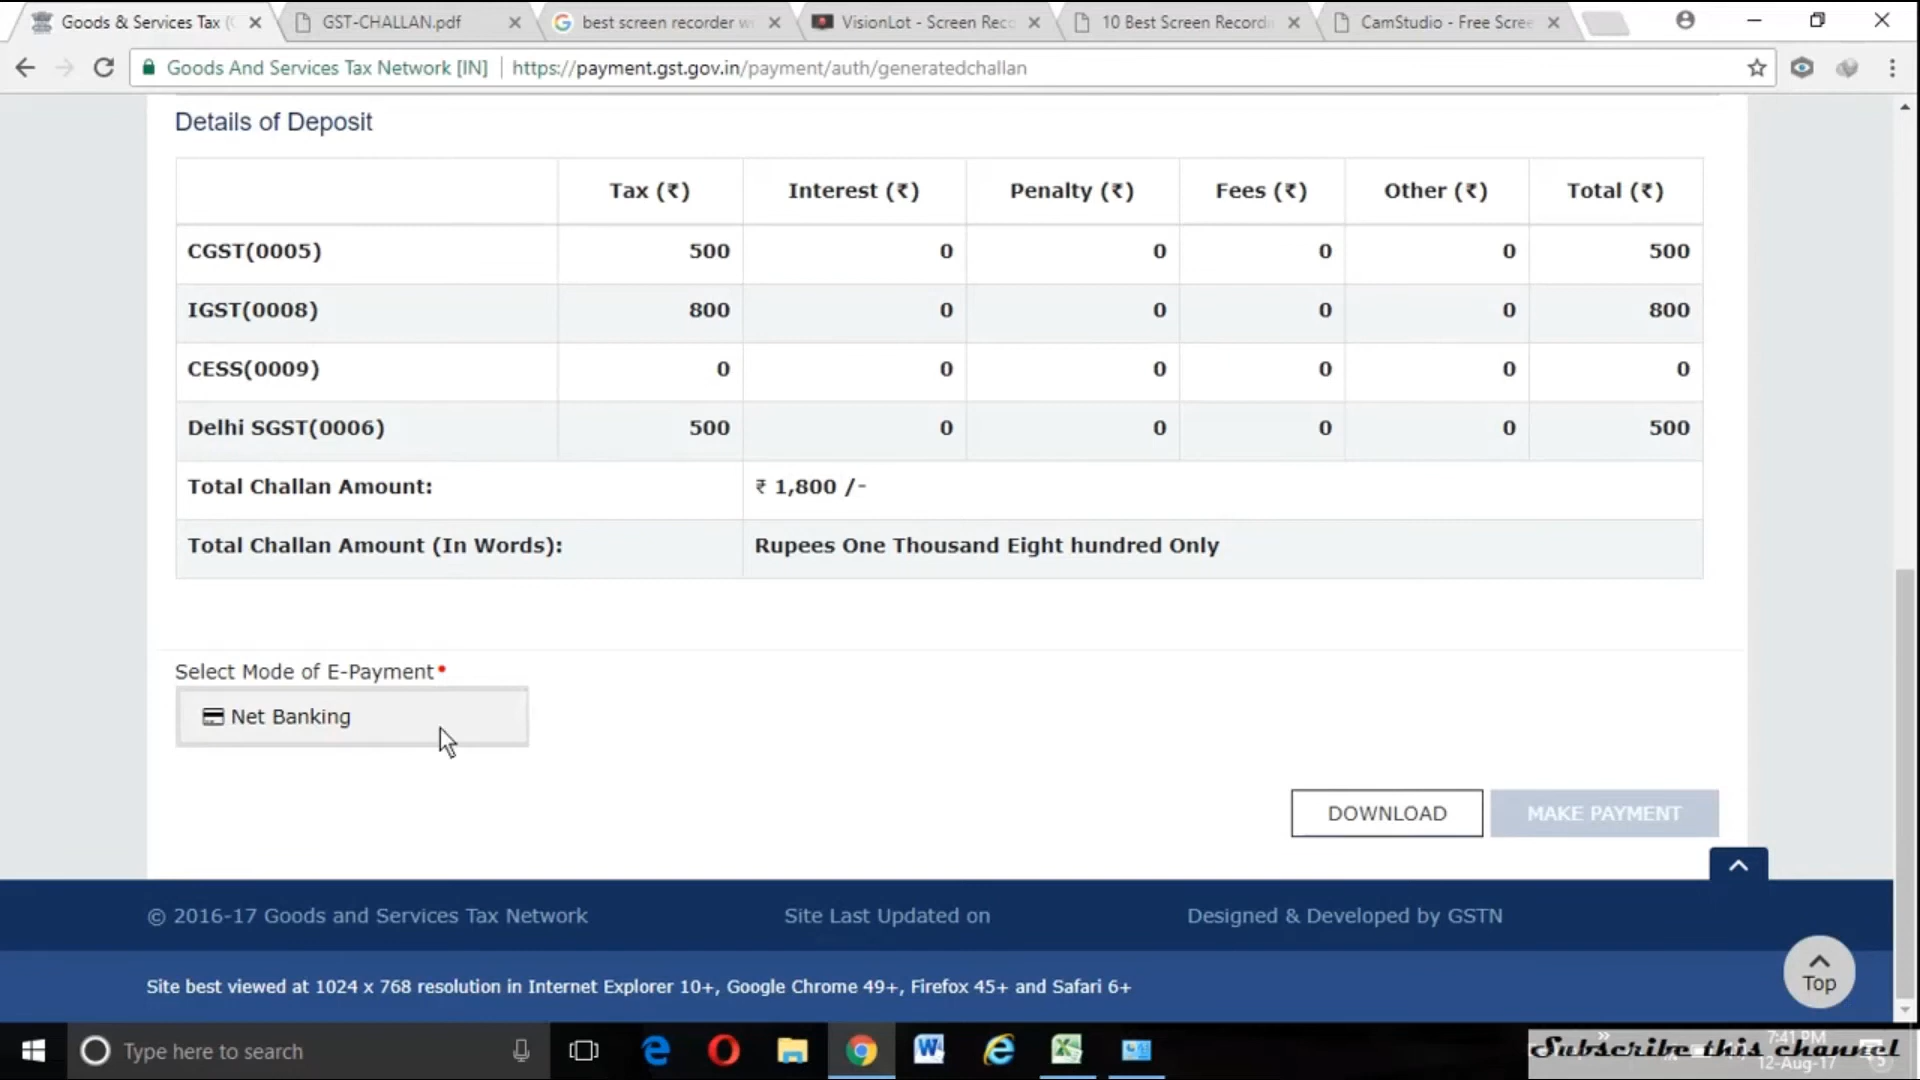 Goods & Services Tax (
GST-CHALLAN.pdf
best screen recorder w
VisionLot - Screen Rec
10 Best Screen Record
CamStudio - Free Scree
Goods And Services Tax Network [IN]
https://payment.gst.gov.in/payment/auth/generatedchallan
Details of Deposit
Tax (₹) Interest (₹) Penalty (₹) Fees (₹) Other (₹) Total (₹)
CGST(0005) 500 0 0 0 0 500
IGST(0008) 800 0 0 0 0 800
CESS(0009) 0 0 0 0 0 0
Delhi SGST(0006) 500 0 0 0 0 500
Total Challan Amount: ₹ 1,800 /-
Total Challan Amount (In Words): Rupees One Thousand Eight hundred Only
Select Mode of E-Payment•
Net Banking
DOWNLOAD MAKE PAYMENT
© 2016-17 Goods and Services Tax Network Site Last Updated on Designed & Developed by GSTN
Top
Site best viewed at 1024 x 768 resolution in Internet Explorer 10+, Google Chrome 49+, Firefox 45+ and Safari 6+
Type here to search
7:41 PM
Subscribe this channel
12-Aug-17